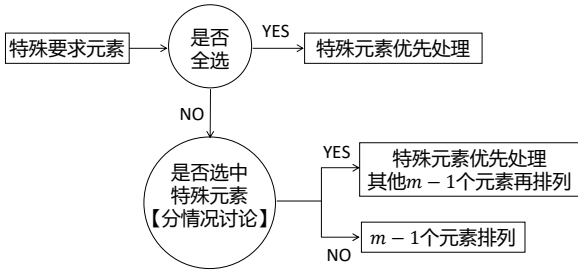 特殊要求元素
是否
全选
YES
特殊元素优先处理
NO
是否选中
特殊元素
【分情况讨论】
YES
特殊元素优先处理
其他m − 1个元素再排列
NO
m − 1个元素排列